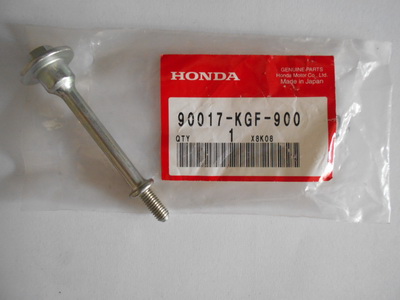 GENUINE PARTS
Honda Motor Co., Ltd.
Made in Japan
HONDA
90017-KGF-900
QTY 1 X8K08